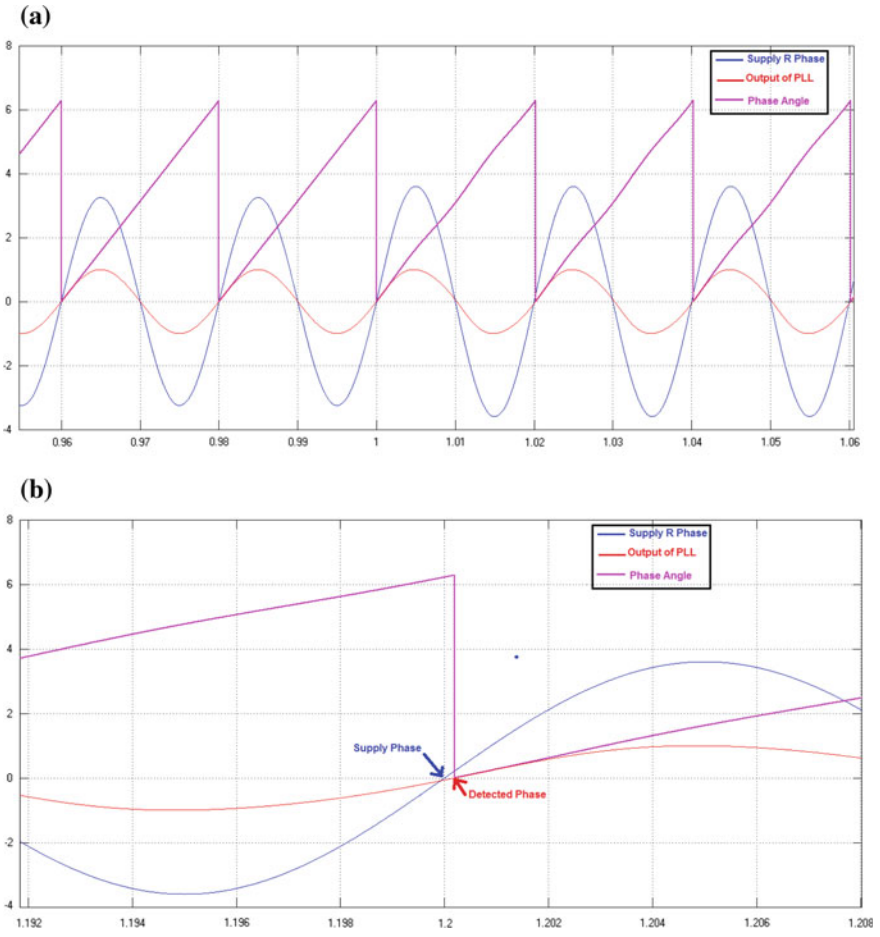 (a)
8
6
4
2
0
-2
-4
Supply R Phase
Output of PLL
Phase Angle
0.96 0.97 0.98 0.99 1 1.01 1.02 1.03 1.04 1.05 1.06
(b)
8
6
4
2
0
-2
-4
Supply R Phase
Output of PLL
Phase Angle
Supply Phase
Detected Phase
1.192 1.194 1.196 1.198 1.2 1.202 1.204 1.206 1.208